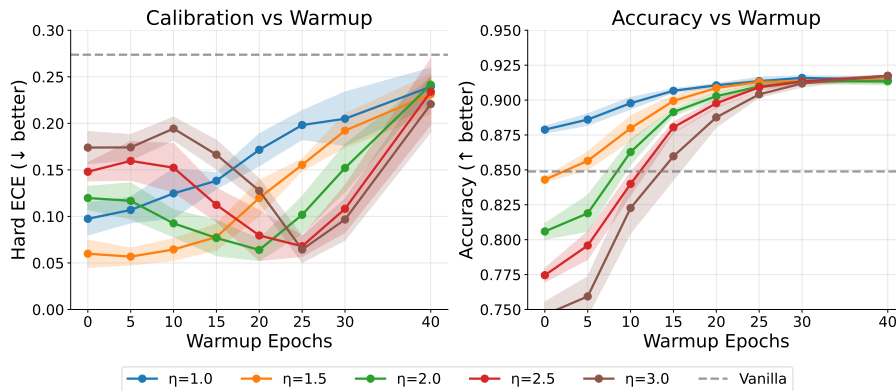 Calibration vs Warmup
Hard ECE (↓ better)
0.30
0.25
0.20
0.15
0.10
0.05
0.00
0 5 10 15 20 25 30 40
Warmup Epochs
Accuracy vs Warmup
Accuracy (↑ better)
0.950
0.925
0.900
0.875
0.850
0.825
0.800
0.775
0.750
0 5 10 15 20 25 30 40
Warmup Epochs
η=1.0 η=1.5 η=2.0 η=2.5 η=3.0 Vanilla